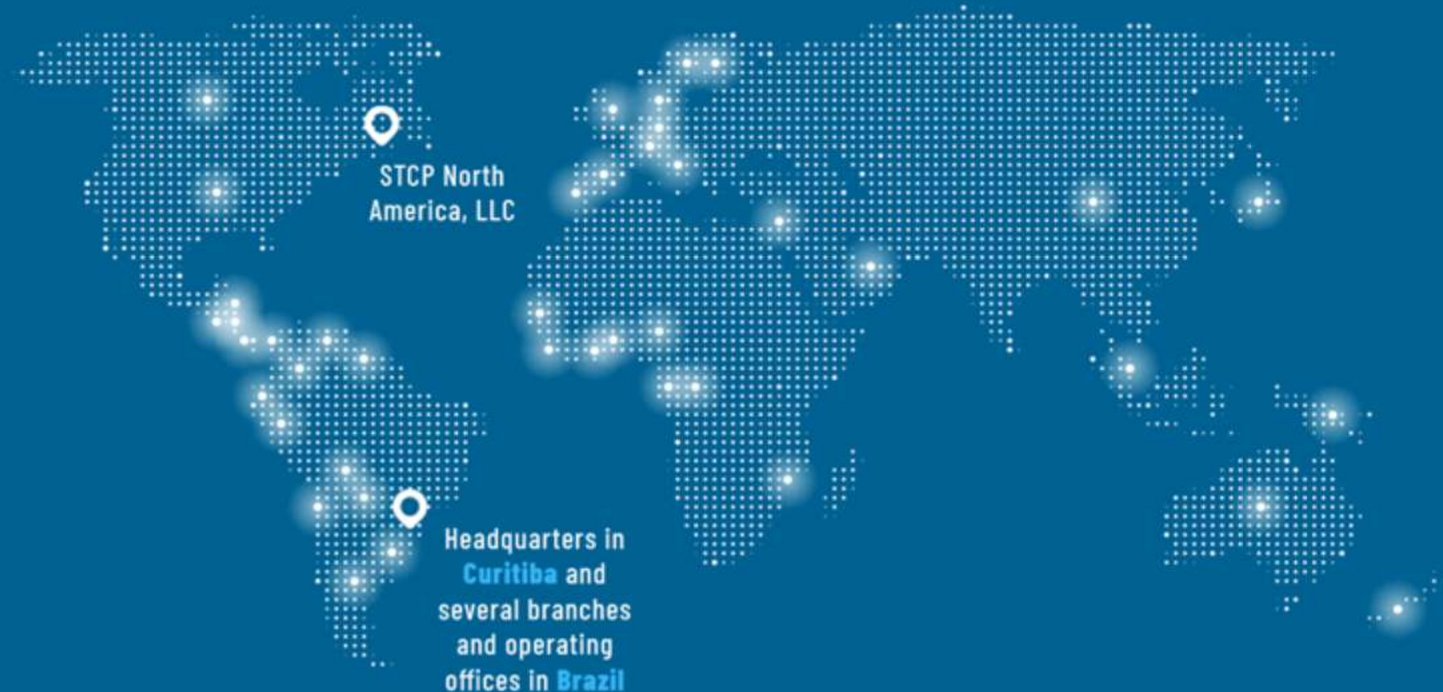 STCP North
America, LLC
Headquarters in
Curitiba and
several branches
and operating
offices in Brazil